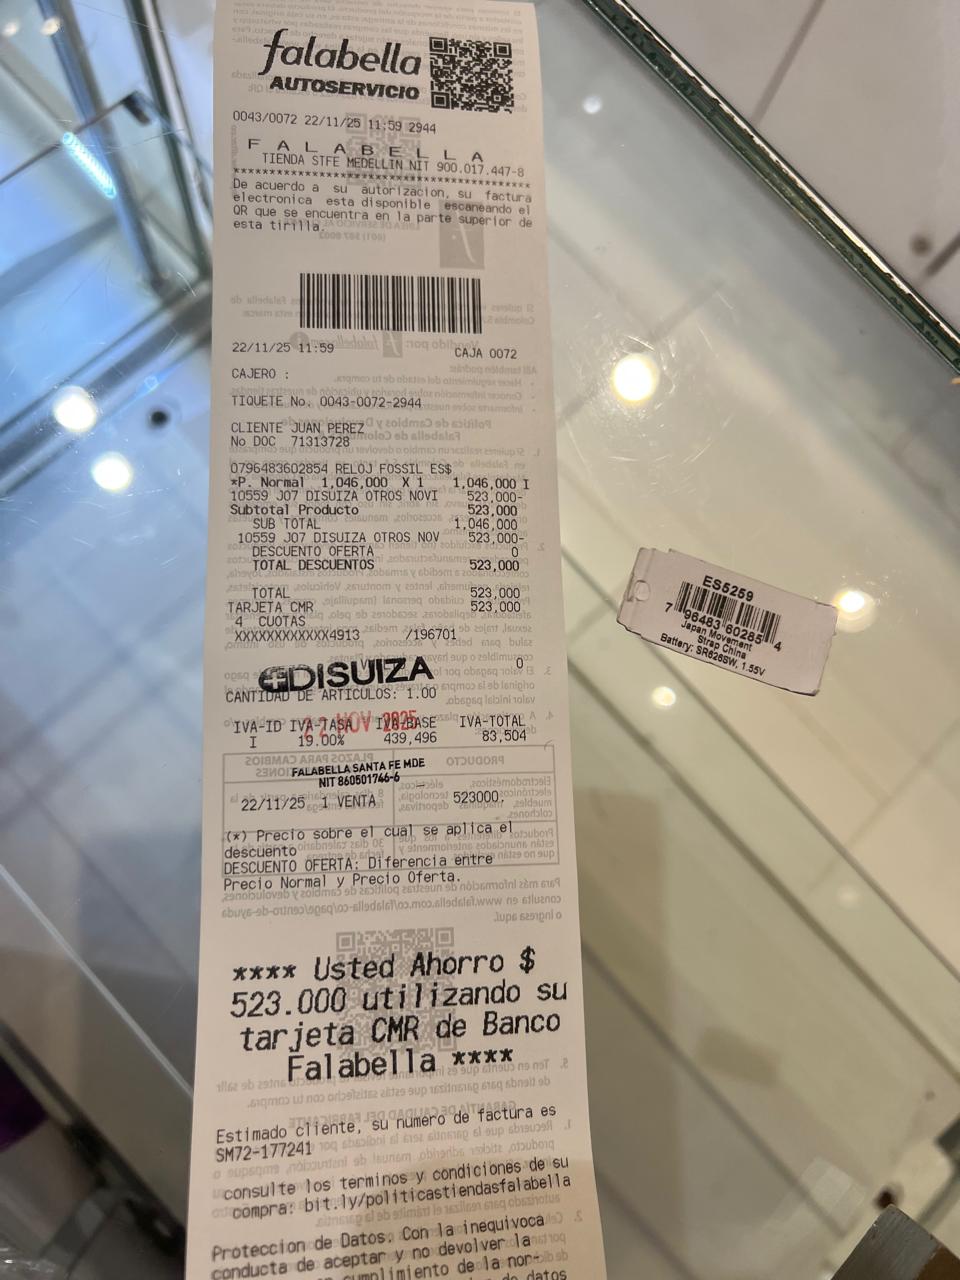 falabella
AUTOSERVICIO
0043/0072 22/11/25 11:59 2944
F A L A B E L L A
TIENDA STFE MEDELLIN NIT 900.017.447-8
****************************************
De acuerdo a su autorizacion, su factura
electronica esta disponible escaneando el
QR que se encuentra en la parte superior de
esta tirilla.
22/11/25 11:59 CAJA 0072
CAJERO :
TIQUETE No. 0043-0072-2944
CLIENTE JUAN PEREZ
No DOC 71313728
0796483602854 RELOJ FOSSIL ES$
*P. Normal 1,046,000 X 1 1,046,000 I
10559 J07 DISUIZA OTROS NOVI 523,000-
Subtotal Producto 523,000
SUB TOTAL 1,046,000
10559 J07 DISUIZA OTROS NOV 523,000-
DESCUENTO OFERTA 0
TOTAL DESCUENTOS 523,000
TOTAL 523,000
TARJETA CMR 523,000
4 CUOTAS
XXXXXXXXXXXX4913 /196701
0
DISUIZA
CANTIDAD DE ARTICULOS: 1.00
22 NOV 2025
IVA-ID IVA-TASA IVA-BASE IVA-TOTAL
I 19.00% 439,496 83,504
FALABELLA SANTA FE MDE
NIT 860501746-6
22/11/25 1 VENTA 523000
(*) Precio sobre el cual se aplica el
descuento
DESCUENTO OFERTA: Diferencia entre
Precio Normal y Precio Oferta.
**** Usted Ahorro $
523.000 utilizando su
tarjeta CMR de Banco
Falabella ****
Estimado cliente, su numero de factura es
SM72-177241
consulte los terminos y condiciones de su
compra: bit.ly/politicastiendasfalabella
Proteccion de Datos. Con la inequivoca
conducta de aceptar y no devolver la
cumplimiento de la nor-
de datos
ES5259
7 96483 60285 4
Japan Movement
Strap China
Battery: SR626SW, 1.55V